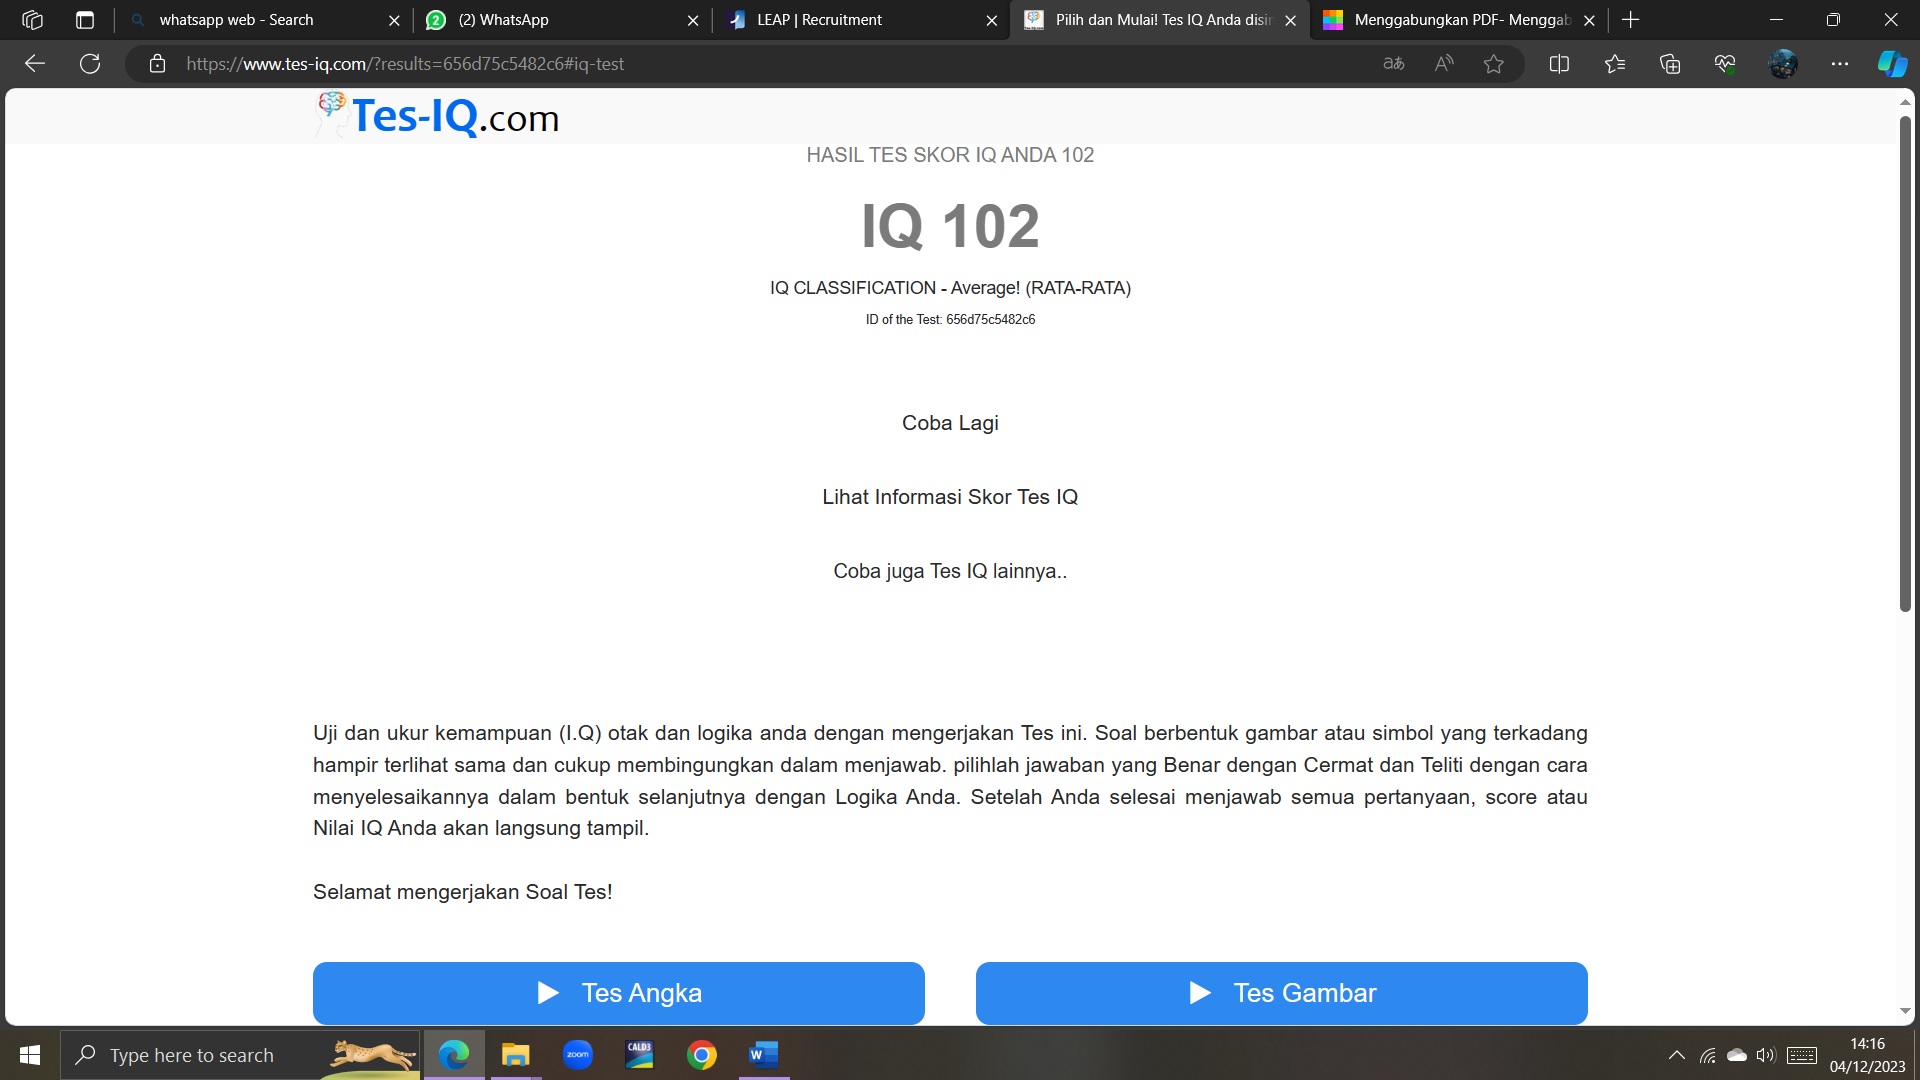 whatsapp web - Search
(2) WhatsApp
LEAP | Recruitment
Pilih dan Mulai! Tes IQ Anda disin
Menggabungkan PDF- Menggab
https://www.tes-iq.com/?results=656d75c5482c6#iq-test
Tes-IQ.com
HASIL TES SKOR IQ ANDA 102
IQ 102
IQ CLASSIFICATION - Average! (RATA-RATA)
ID of the Test: 656d75c5482c6
Coba Lagi
Lihat Informasi Skor Tes IQ
Coba juga Tes IQ lainnya..
Uji dan ukur kemampuan (I.Q) otak dan logika anda dengan mengerjakan Tes ini. Soal berbentuk gambar atau simbol yang terkadang
hampir terlihat sama dan cukup membingungkan dalam menjawab. pilihlah jawaban yang Benar dengan Cermat dan Teliti dengan cara
menyelesaikannya dalam bentuk selanjutnya dengan Logika Anda. Setelah Anda selesai menjawab semua pertanyaan, score atau
Nilai IQ Anda akan langsung tampil.
Selamat mengerjakan Soal Tes!
Tes Angka
Tes Gambar
Type here to search
zoom
CALD3
W
14:16
04/12/2023